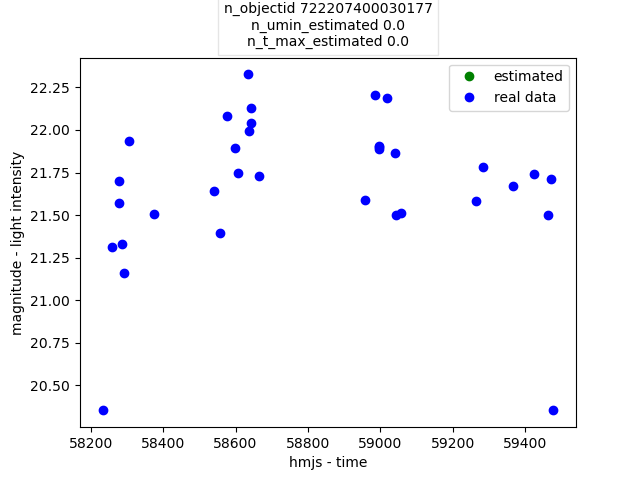 n_objectid 722207400030177
n_umin_estimated 0.0
n_t_max_estimated 0.0
estimated
real data
magnitude - light intensity
22.25
22.00
21.75
21.50
21.25
21.00
20.75
20.50
58200 58400 58600 58800 59000 59200 59400
hmjs - time